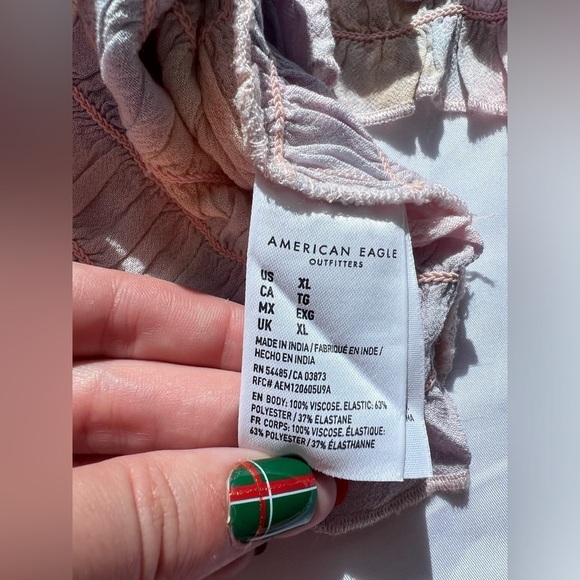 AMERICAN EAGLE
OUTFITTERS
US XL
CA TG
MX EXG
UK XL
MADE IN INDIA / FABRIQUÉ EN INDE /
HECHO EN INDIA
RN 54485/CA 03873
RFC# AEM120605U9A
EN BODY: 100% VISCOSE. ELASTIC: 63%
POLYESTER / 37% ELASTANE
FR CORPS: 100% VISCOSE. ÉLASTIQUE:
63% POLYESTER / 37% ÉLASTHANNE